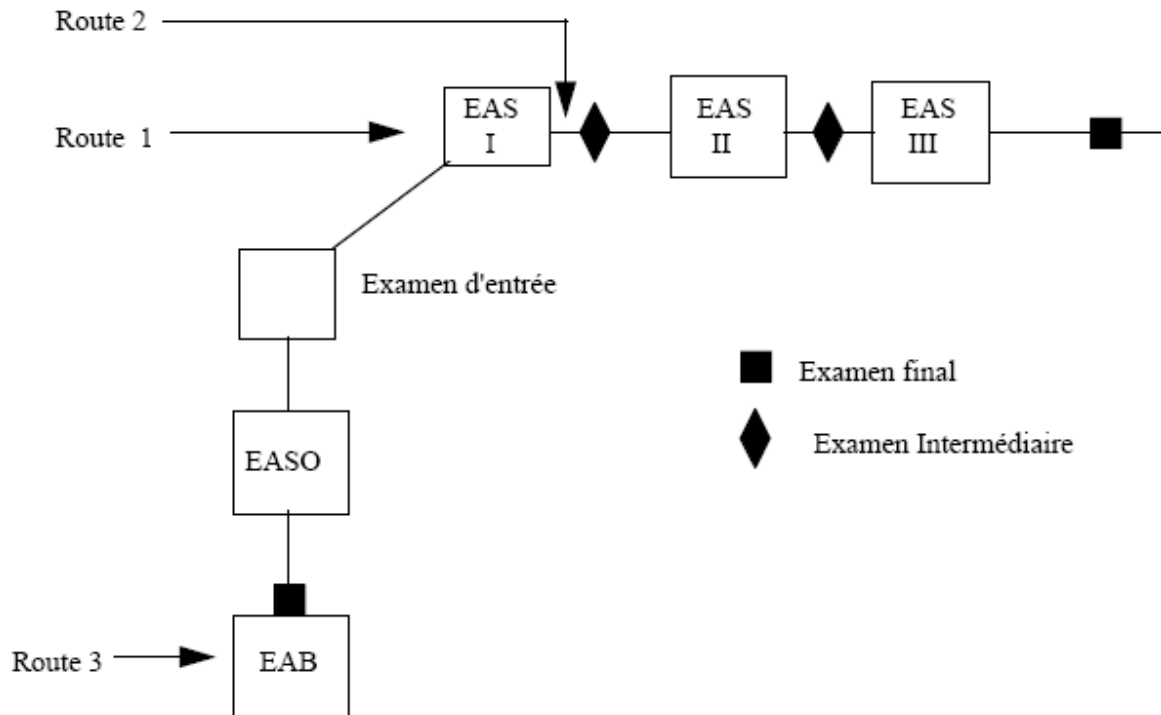 Route 2
EAS
I
EAS
II
EAS
III
Route 1
Examen d'entrée
Examen final
Examen Intermédiaire
EASO
EAB
Route 3